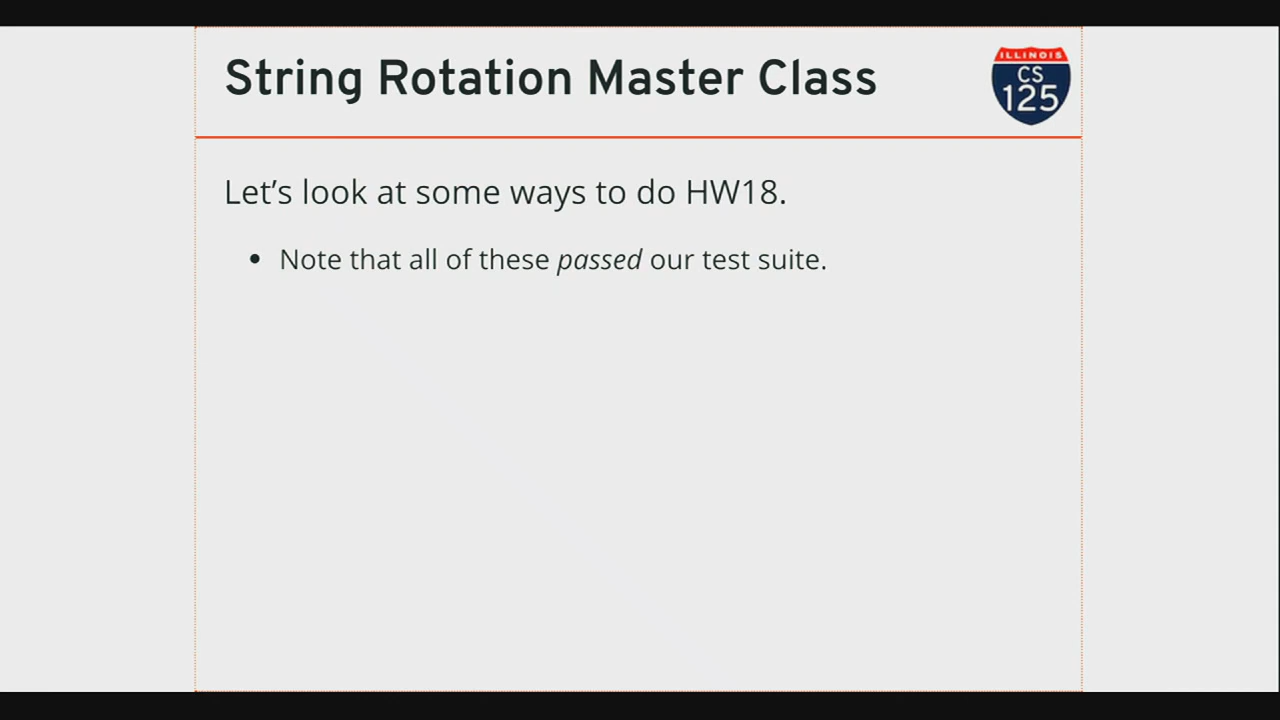 String Rotation Master Class
ILLINOIS
CS
125
Let's look at some ways to do HW18.
• Note that all of these passed our test suite.